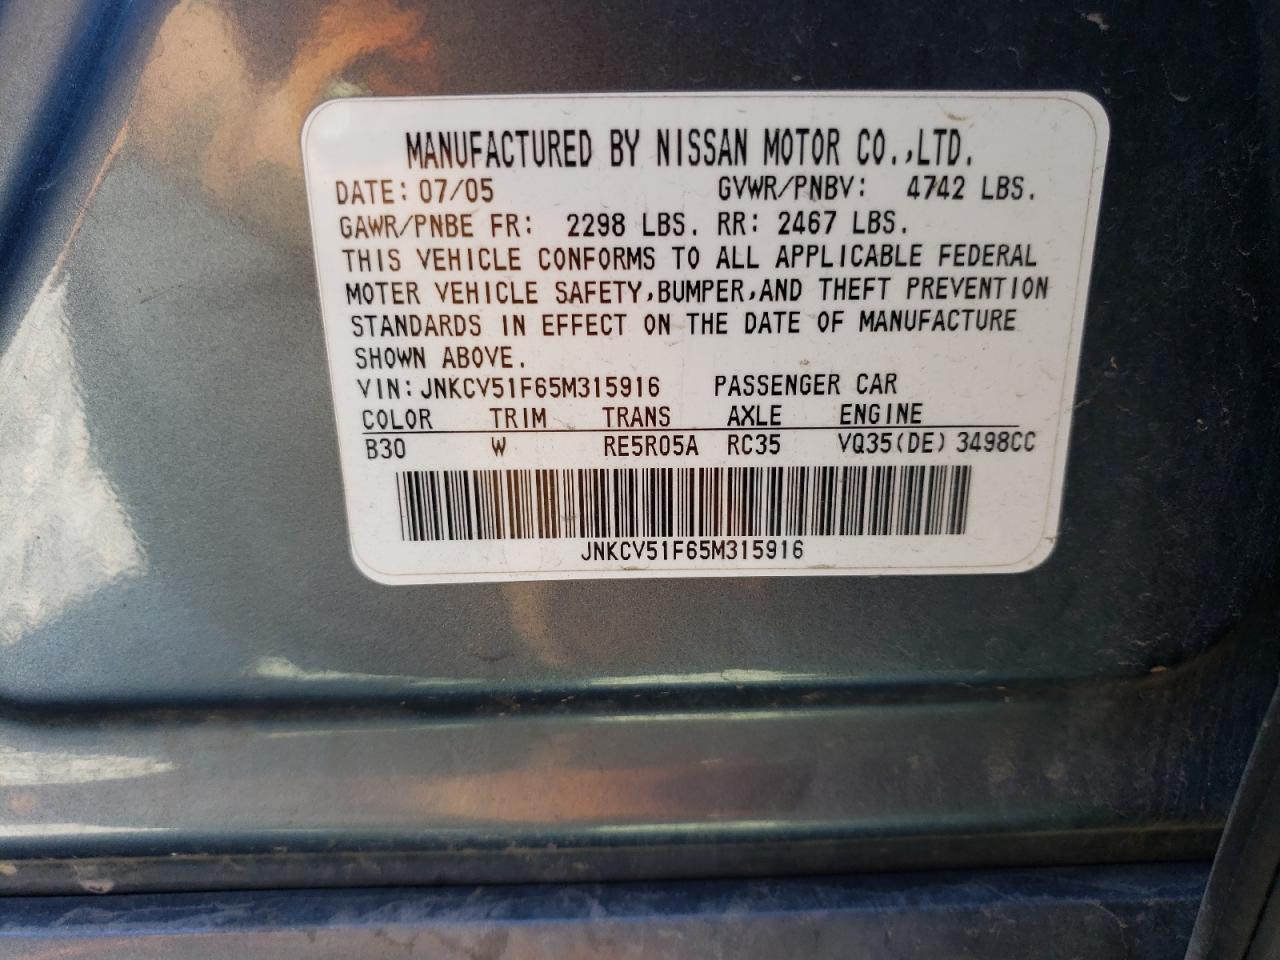 MANUFACTURED BY NISSAN MOTOR CO.,LTD.
DATE: 07/05 GVWR/PNBV: 4742 LBS.
GAWR/PNBE FR: 2298 LBS. RR: 2467 LBS.
THIS VEHICLE CONFORMS TO ALL APPLICABLE FEDERAL
MOTER VEHICLE SAFETY,BUMPER,AND THEFT PREVENTION
STANDARDS IN EFFECT ON THE DATE OF MANUFACTURE
SHOWN ABOVE.
VIN: JNKCV51F65M315916 PASSENGER CAR
COLOR TRIM TRANS AXLE ENGINE
B30 W RE5R05A RC35 VQ35(DE) 3498CC
JNKCV51F65M315916